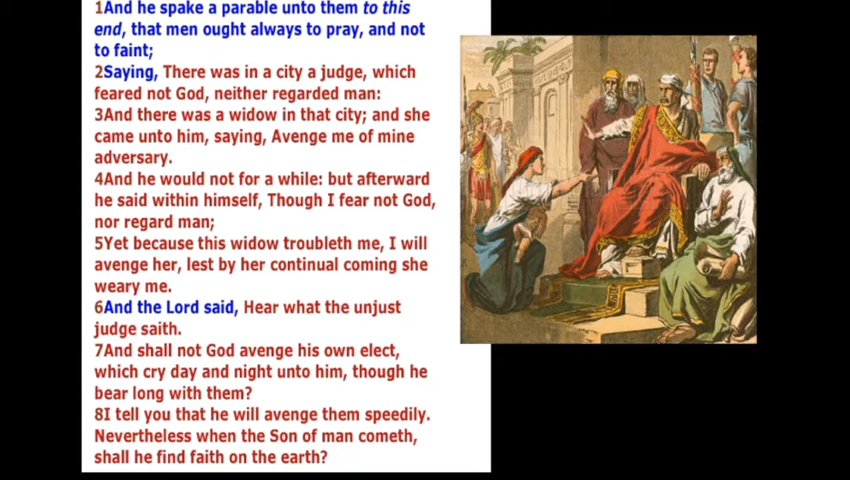 1And he spake a parable unto them to this
end, that men ought always to pray, and not
to faint;
2Saying, There was in a city a judge, which
feared not God, neither regarded man:
3And there was a widow in that city; and she
came unto him, saying, Avenge me of mine
adversary.
4And he would not for a while: but afterward
he said within himself, Though I fear not God,
nor regard man;
5Yet because this widow troubleth me, I will
avenge her, lest by her continual coming she
weary me.
6And the Lord said, Hear what the unjust
judge saith.
7And shall not God avenge his own elect,
which cry day and night unto him, though he
bear long with them?
8I tell you that he will avenge them speedily.
Nevertheless when the Son of man cometh,
shall he find faith on the earth?